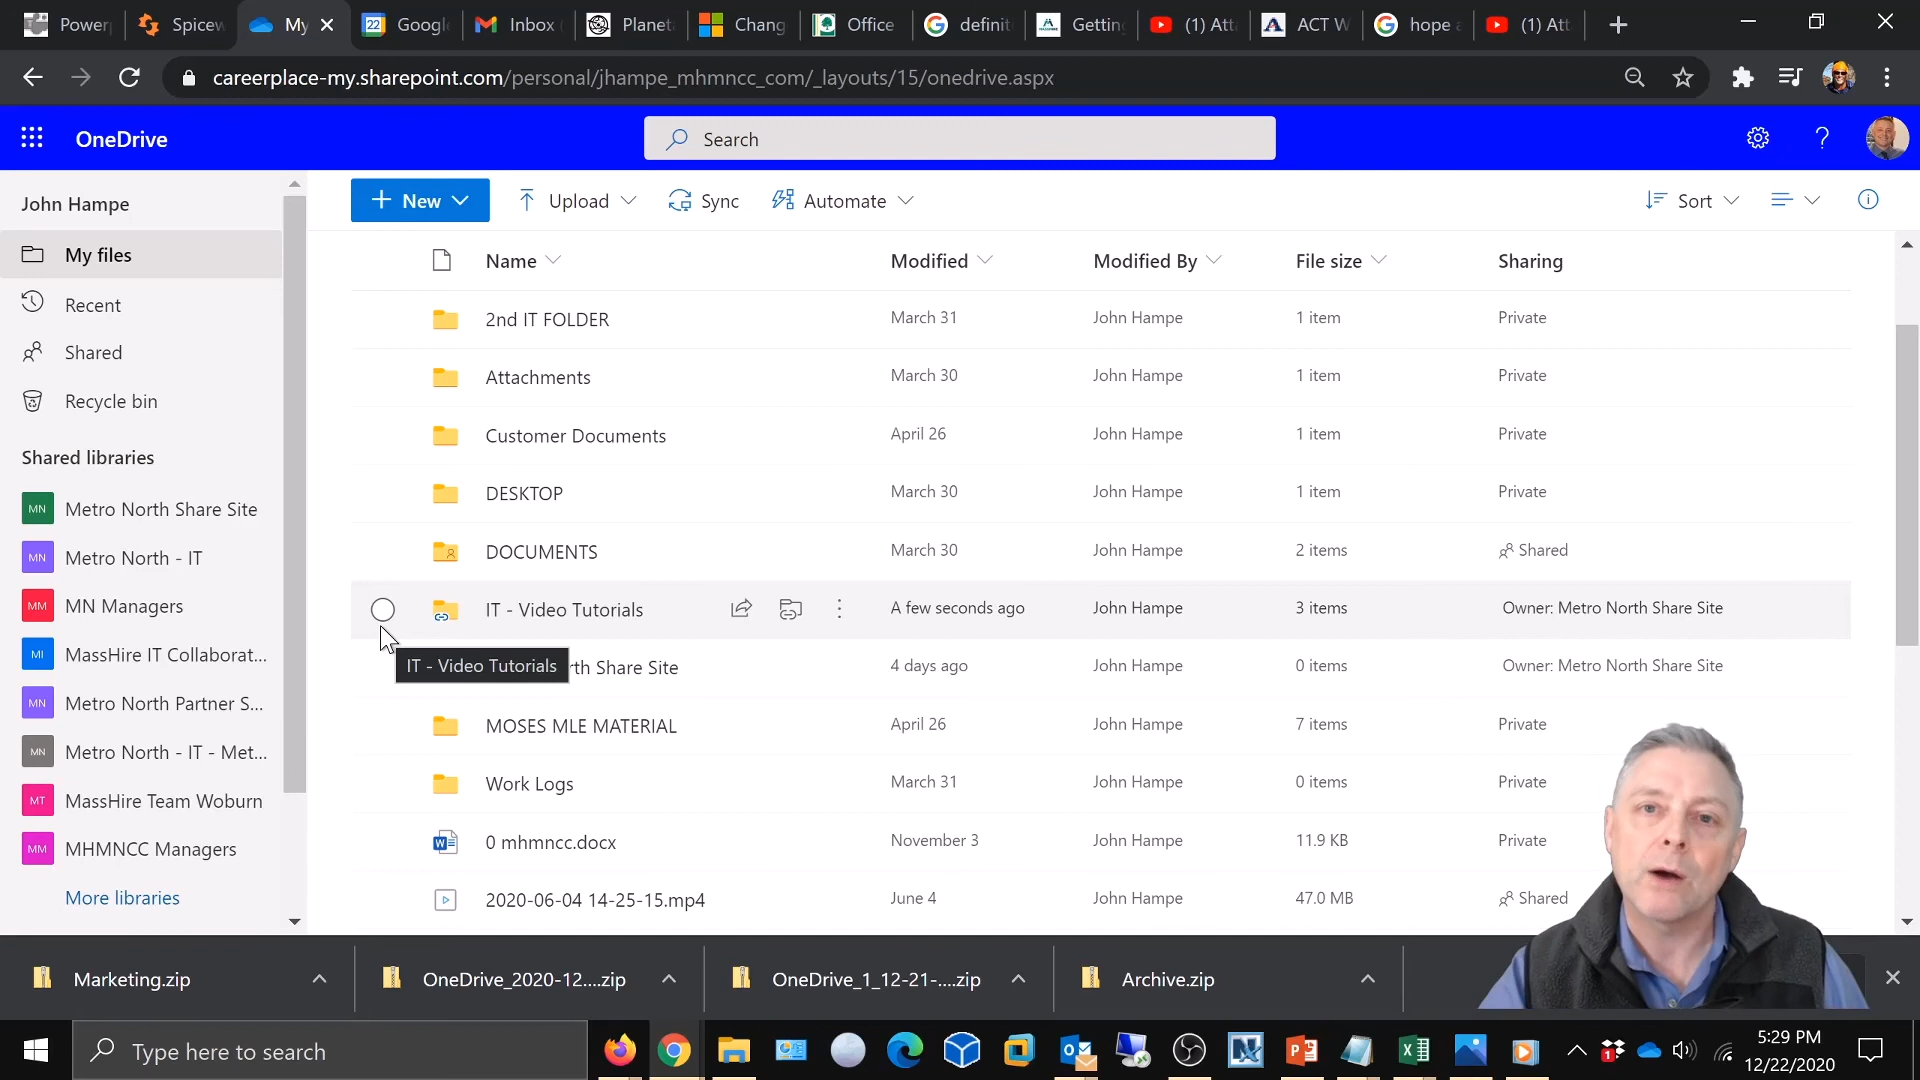 Power
Spicew
My
Google
Inbox
Planet
Chang
Office
definit
Getting
(1) Att
ACT W
hope a
(1) Att
careerplace-my.sharepoint.com/personal/jhampe_mhmncc_com/_layouts/15/onedrive.aspx
OneDrive
Search
?
John Hampe
My files
Recent
Shared
Recycle bin
Shared libraries
MN Metro North Share Site
MN Metro North - IT
MM MN Managers
MI MassHire IT Collaborat...
MN Metro North Partner S...
MN Metro North - IT - Met...
MT MassHire Team Woburn
MM MHMNCC Managers
More libraries
New Upload Sync Automate Sort
Name Modified Modified By File size Sharing
2nd IT FOLDER March 31 John Hampe 1 item Private
Attachments March 30 John Hampe 1 item Private
Customer Documents April 26 John Hampe 1 item Private
DESKTOP March 30 John Hampe 1 item Private
DOCUMENTS March 30 John Hampe 2 items Shared
IT - Video Tutorials A few seconds ago John Hampe 3 items Owner: Metro North Share Site
IT - Video Tutorials
th Share Site 4 days ago John Hampe 0 items Owner: Metro North Share Site
MOSES MLE MATERIAL April 26 John Hampe 7 items Private
Work Logs March 31 John Hampe 0 items Private
0 mhmncc.docx November 3 John Hampe 11.9 KB Private
2020-06-04 14-25-15.mp4 June 4 John Hampe 47.0 MB Shared
Marketing.zip
OneDrive_2020-12....zip
OneDrive_1_12-21-....zip
Archive.zip
Type here to search
5:29 PM
12/22/2020